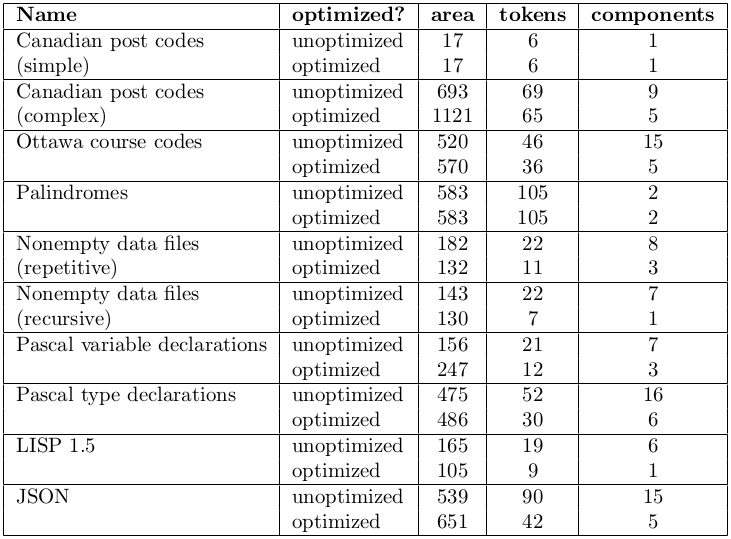 Name optimized? area tokens components
Canadian post codes unoptimized 17 6 1
(simple) optimized 17 6 1
Canadian post codes unoptimized 693 69 9
(complex) optimized 1121 65 5
Ottawa course codes unoptimized 520 46 15
optimized 570 36 5
Palindromes unoptimized 583 105 2
optimized 583 105 2
Nonempty data files unoptimized 182 22 8
(repetitive) optimized 132 11 3
Nonempty data files unoptimized 143 22 7
(recursive) optimized 130 7 1
Pascal variable declarations unoptimized 156 21 7
optimized 247 12 3
Pascal type declarations unoptimized 475 52 16
optimized 486 30 6
LISP 1.5 unoptimized 165 19 6
optimized 105 9 1
JSON unoptimized 539 90 15
optimized 651 42 5